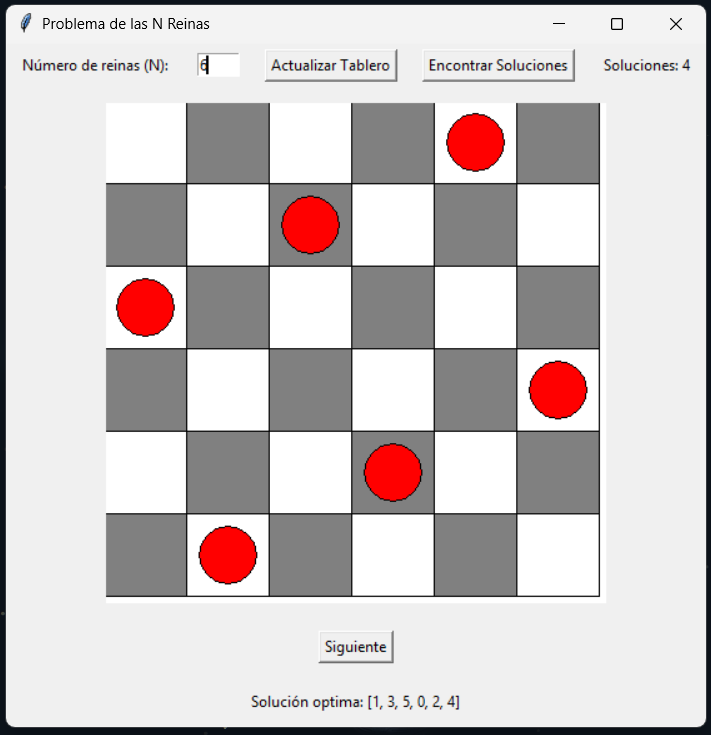 Problema de las N Reinas
Número de reinas (N): 6 Actualizar Tablero Encontrar Soluciones Soluciones: 4
Siguiente
Solución optima: [1, 3, 5, 0, 2, 4]